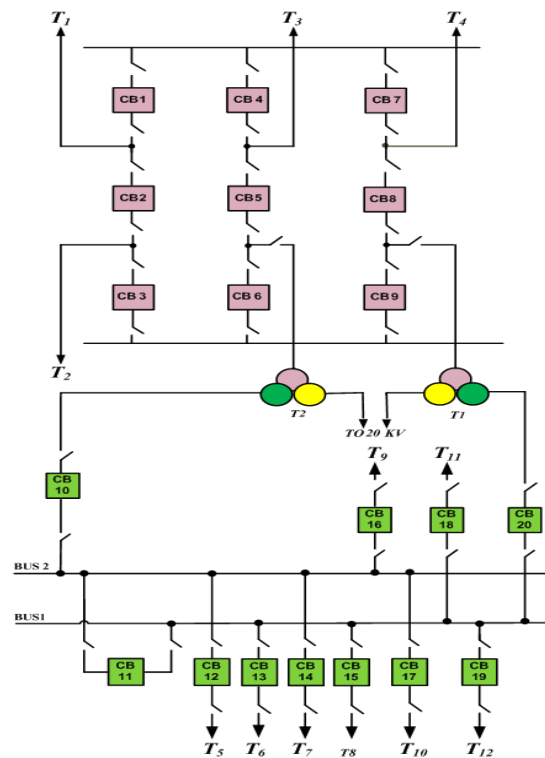 T1 T3 T4
CB1 CB4 CB7
CB2 CB5 CB8
CB3 CB6 CB9
T2
T2 T1
TO 20 KV
T9 T11
CB 10
CB 16
CB 18
CB 20
BUS 2
BUS1
CB 11
CB 12
CB 13
CB 14
CB 15
CB 17
CB 19
T5 T6 T7 T8 T10 T12